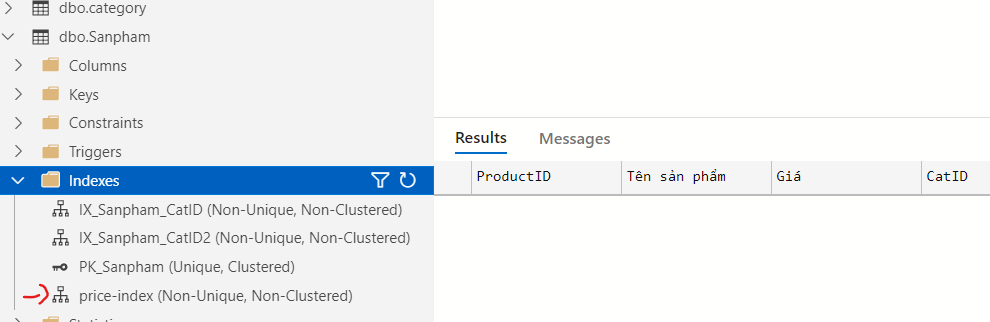 dbo.category
dbo.Sanpham
Columns
Keys
Constraints
Triggers
Indexes
IX_Sanpham_CatID (Non-Unique, Non-Clustered)
IX_Sanpham_CatID2 (Non-Unique, Non-Clustered)
PK_Sanpham (Unique, Clustered)
price-index (Non-Unique, Non-Clustered)
Results Messages
ProductID Tên sản phẩm Giá CatID